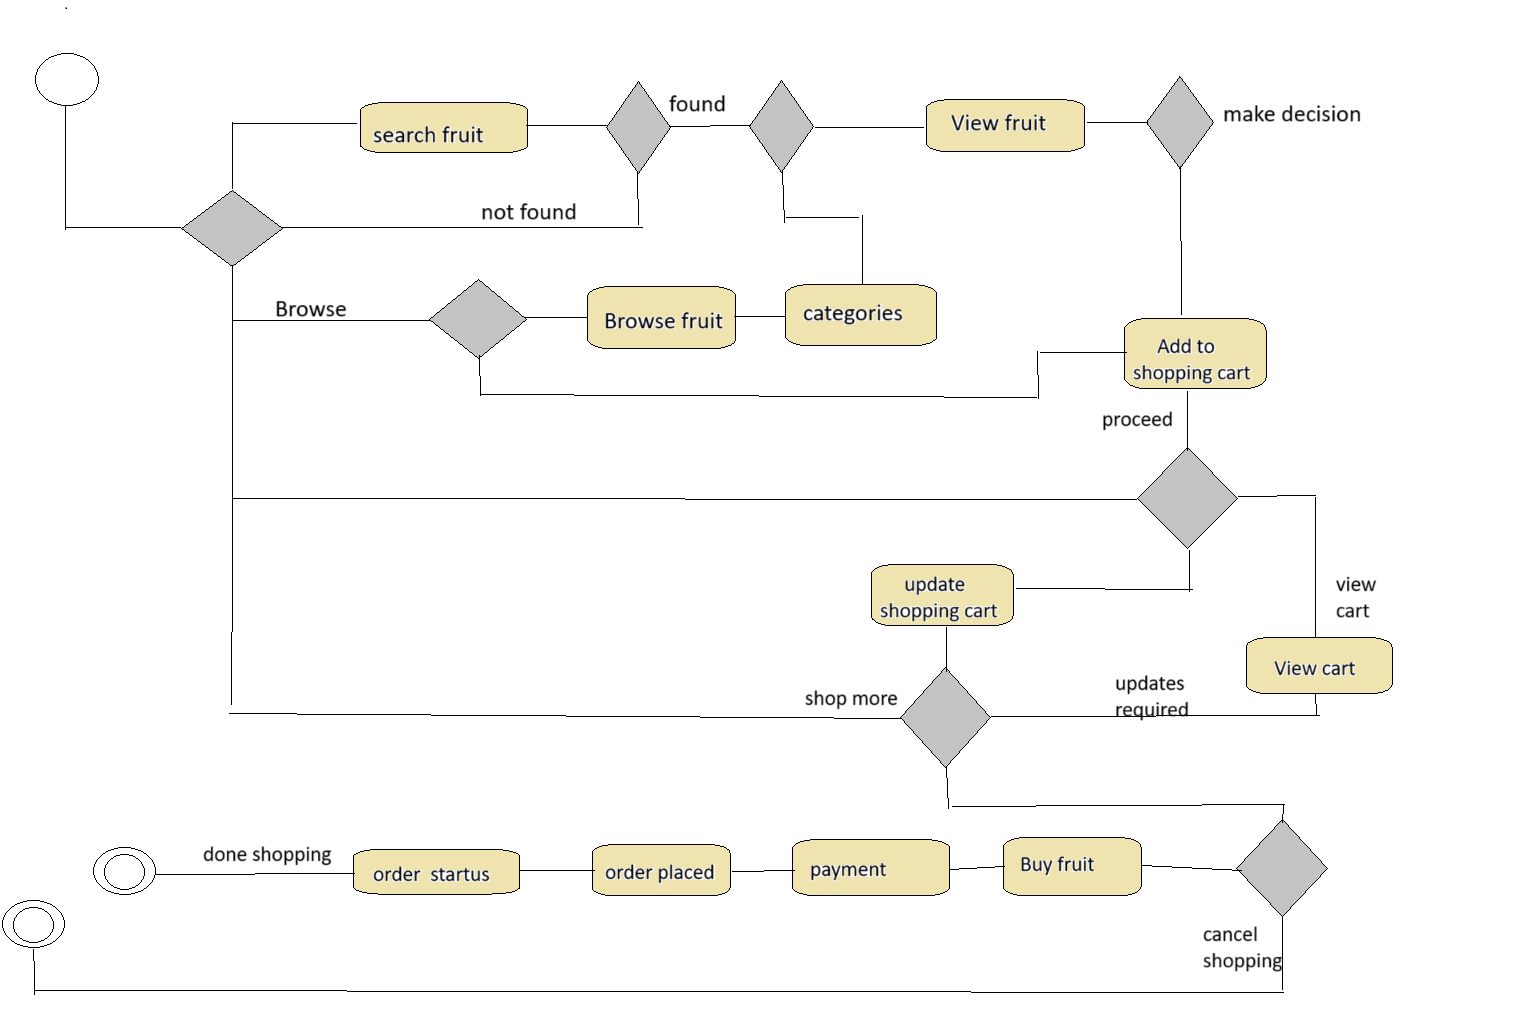 found
make decision
search fruit
View fruit
not found
Browse
Browse fruit
categories
Add to
shopping cart
proceed
update
shopping cart
view
cart
View cart
updates
required
shop more
done shopping
order startus
order placed
payment
Buy fruit
cancel
shopping